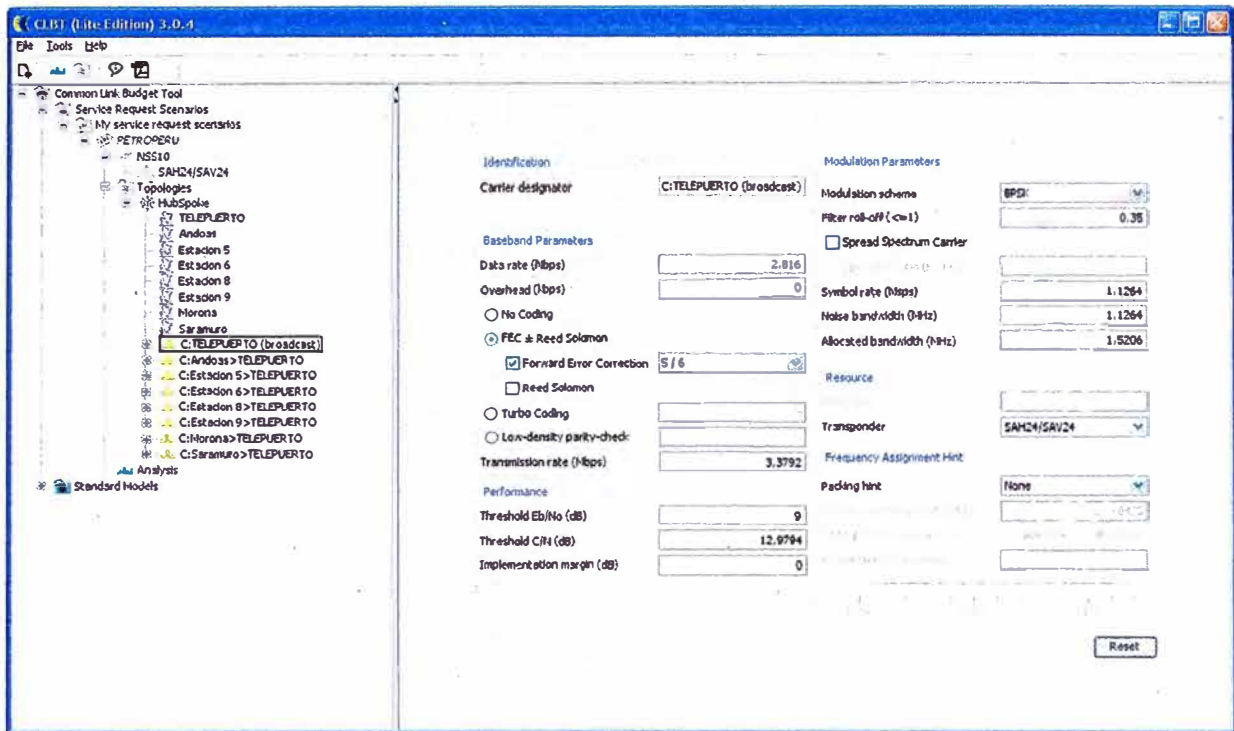 CLBT (Lite Edition) 3.0.4
File Tools Help
Common Link Budget Tool
Service Request Scenarios
My service request scenarios
PETROPERU
NSS10
SAH24/SAV24
Topologies
HubSpoke
TELEPUERTO
Andoas
Estacion 5
Estacion 6
Estacion 8
Estacion 9
Morona
Saramuro
C:TELEPUERTO (broadcast)
C:Andoas>TELEPUERTO
C:Estacion 5>TELEPUERTO
C:Estacion 6>TELEPUERTO
C:Estacion 8>TELEPUERTO
C:Estacion 9>TELEPUERTO
C:Morona>TELEPUERTO
C:Saramuro>TELEPUERTO
Analysis
Standard Models
Identification
Carrier designator C:TELEPUERTO (broadcast)
Baseband Parameters
Data rate (Mbps) 2.816
Overhead (kbps) 0
No Coding
FEC ± Reed Solomon
Forward Error Correction 5/6
Reed Solomon
Turbo Coding
Low-density parity-check
Transmission rate (Mbps) 3.3792
Performance
Threshold Eb/No (dB) 9
Threshold C/N (dB) 12.9794
Implementation margin (dB) 0
Modulation Parameters
Modulation scheme 8PSK
Filter roll-off (<=1) 0.35
Spread Spectrum Carrier
Symbol rate (Msps) 1.1264
Noise bandwidth (MHz) 1.1264
Allocated bandwidth (MHz) 1.5206
Resource
Transponder SAH24/SAV24
Frequency Assignment Hint
Packing hint None
Reset